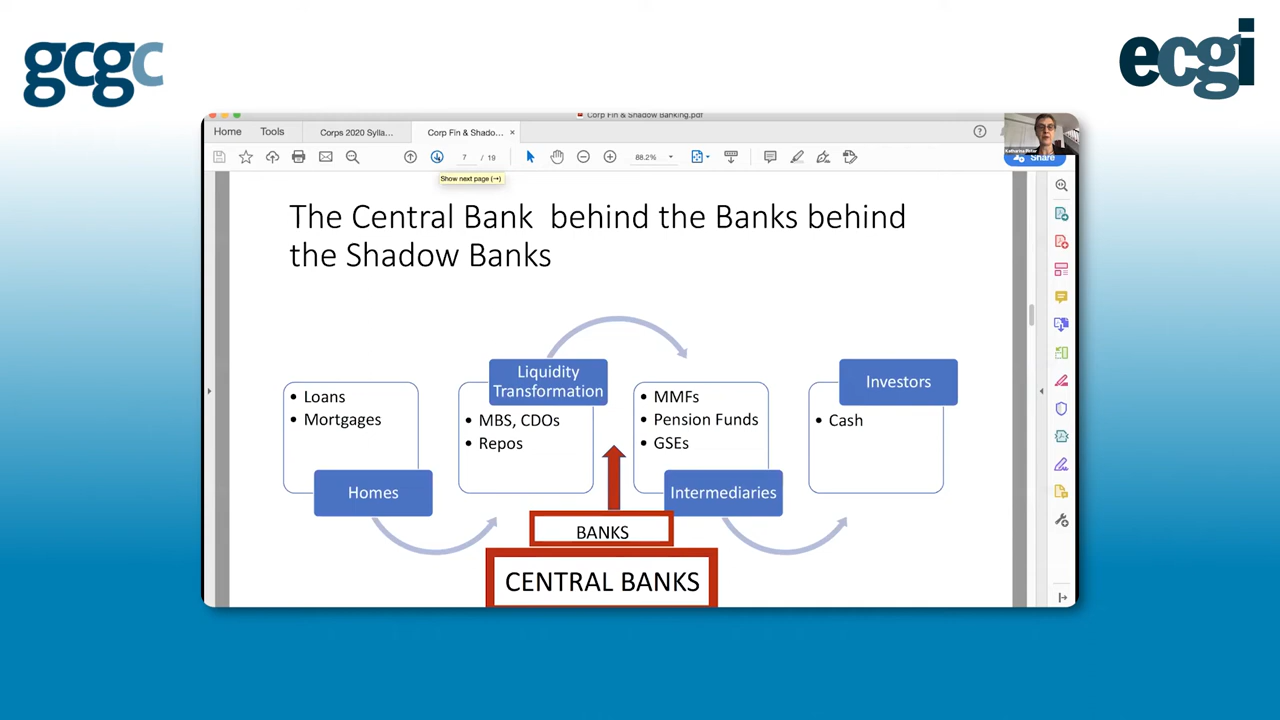 gcgc
ecgi
Corp Fin & Shadow Banking.pdf
Home
Tools
Corps 2020 Sylla...
Corp Fin & Shado...
×
7 / 19
88.2%
Share
Show next page (→)
The Central Bank behind the Banks behind
the Shadow Banks
• Loans
• Mortgages
Homes
Liquidity
Transformation
• MBS, CDOs
• Repos
• MMFs
• Pension Funds
• GSEs
Intermediaries
Investors
• Cash
BANKS
CENTRAL BANKS